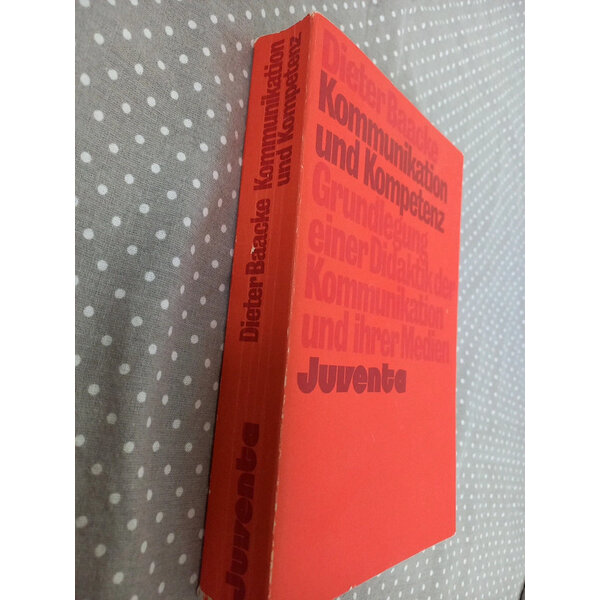 Dieter Baacke
Kommunikation
und Kompetenz
Grundlegung
einer Didaktik der
Kommunikation
und ihrer Medien
Juventa
Dieter Baacke Kommunikation
und Kompetenz
Juventa